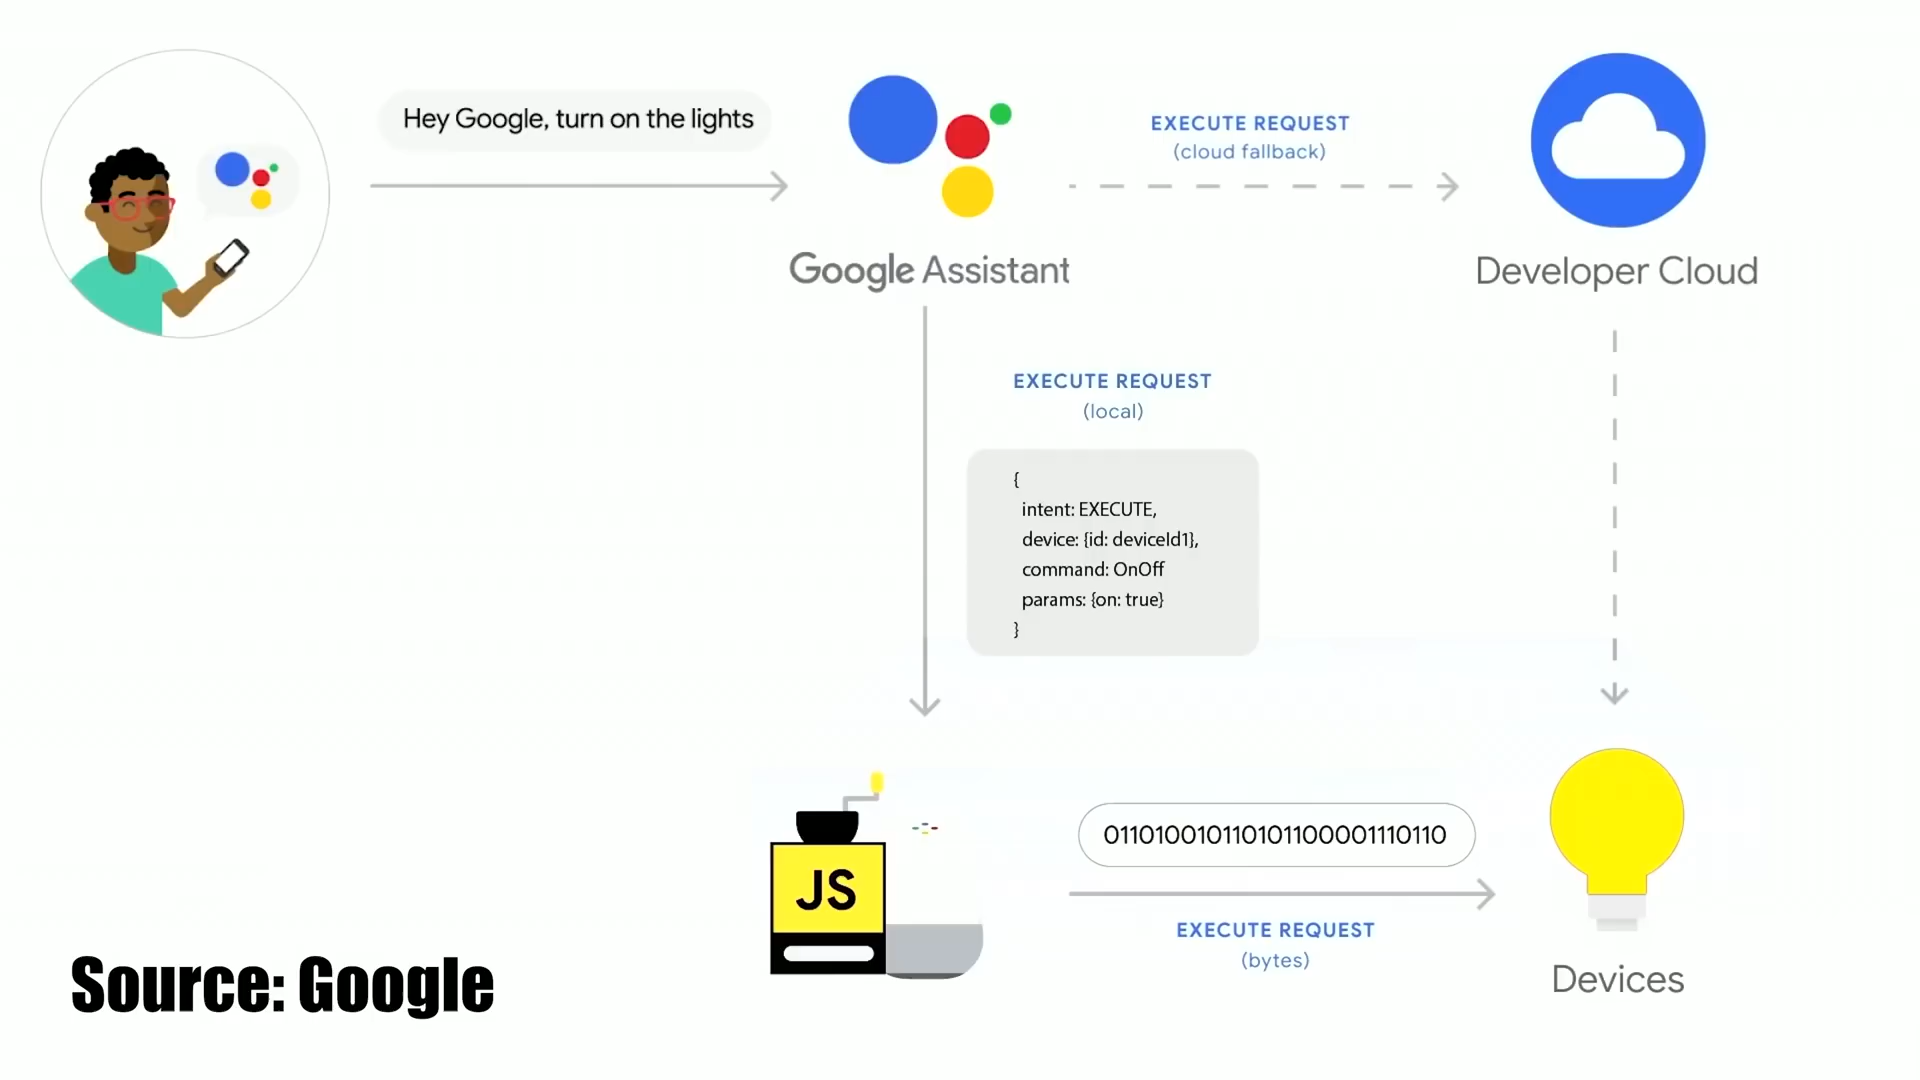 Hey Google, turn on the lights
EXECUTE REQUEST
(cloud fallback)
Google Assistant
Developer Cloud
EXECUTE REQUEST
(local)
{
intent: EXECUTE,
device: {id: deviceId1},
command: OnOff
params: {on: true}
}
JS
011010010110101100001110110
EXECUTE REQUEST
(bytes)
Devices
Source: Google